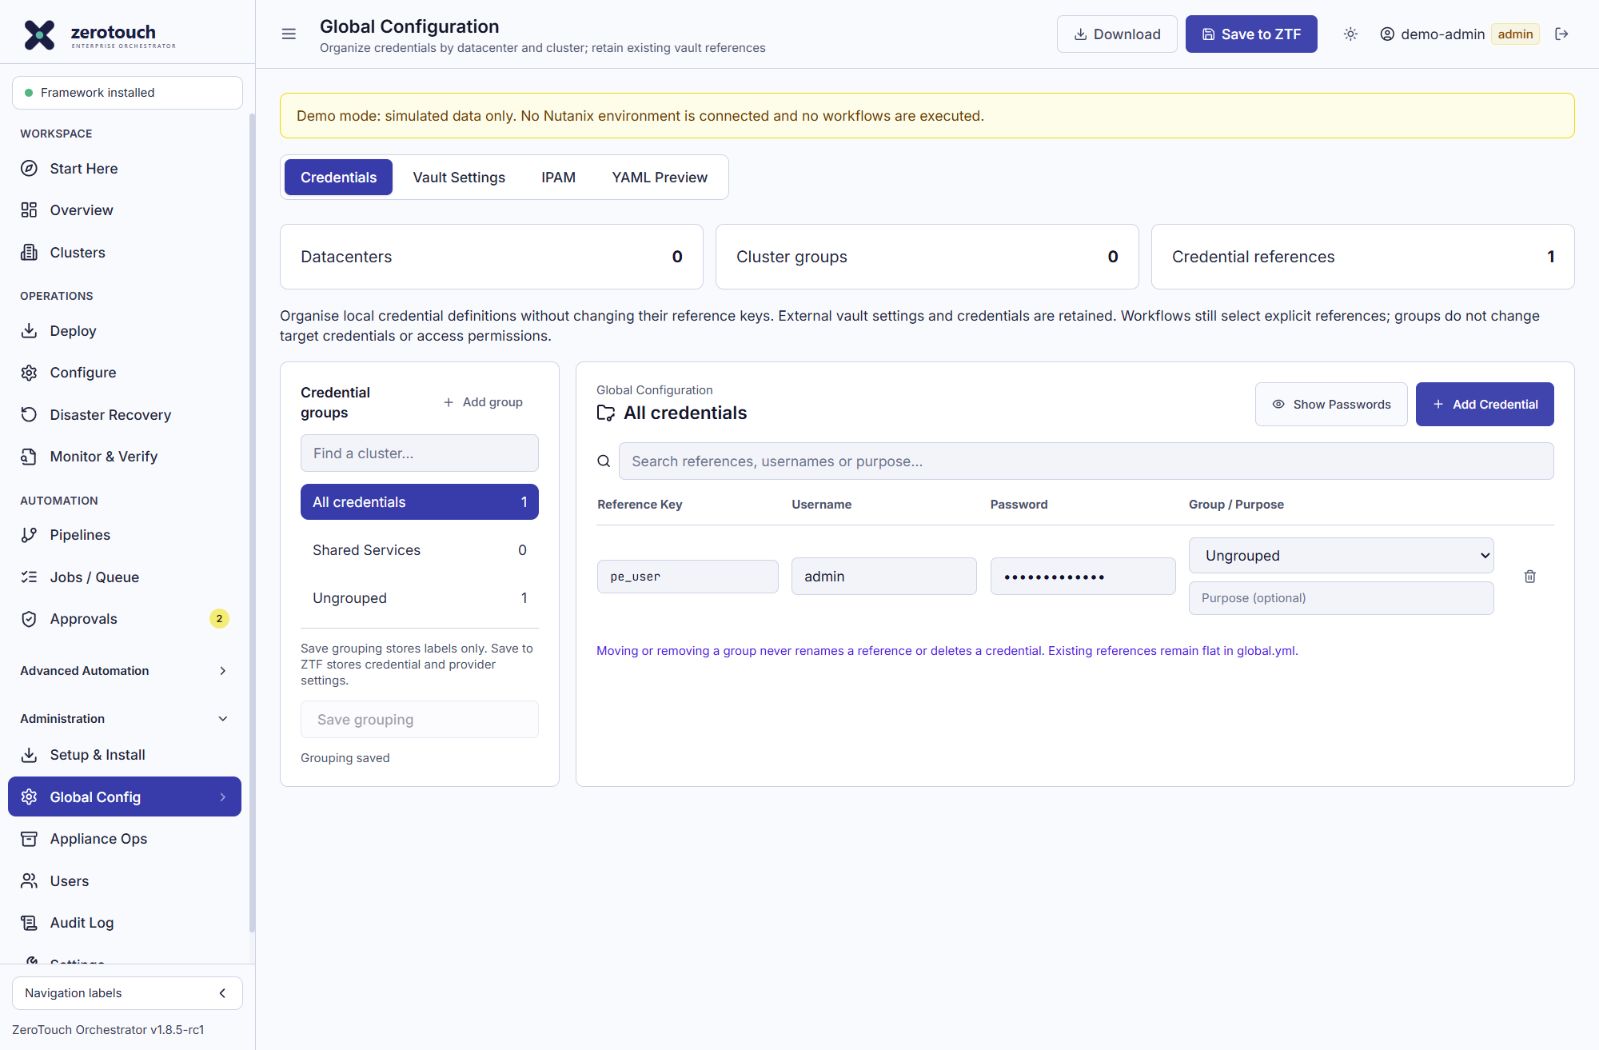 zerotouch
ENTERPRISE ORCHESTRATOR
Framework installed
WORKSPACE
Start Here
Overview
Clusters
OPERATIONS
Deploy
Configure
Disaster Recovery
Monitor & Verify
AUTOMATION
Pipelines
Jobs / Queue
Approvals 2
Advanced Automation
Administration
Setup & Install
Global Config
Appliance Ops
Users
Audit Log
Settings
Navigation labels
ZeroTouch Orchestrator v1.8.5-rc1
Global Configuration
Organize credentials by datacenter and cluster; retain existing vault references
Download
Save to ZTF
demo-admin admin
Demo mode: simulated data only. No Nutanix environment is connected and no workflows are executed.
Credentials Vault Settings IPAM YAML Preview
Datacenters 0
Cluster groups 0
Credential references 1
Organise local credential definitions without changing their reference keys. External vault settings and credentials are retained. Workflows still select explicit references; groups do not change
target credentials or access permissions.
Credential
groups
Add group
Find a cluster...
All credentials 1
Shared Services 0
Ungrouped 1
Save grouping stores labels only. Save to
ZTF stores credential and provider
settings.
Save grouping
Grouping saved
Global Configuration
All credentials
Show Passwords
Add Credential
Search references, usernames or purpose...
Reference Key Username Password Group / Purpose
pe_user admin ••••••••••••• Ungrouped
Purpose (optional)
Moving or removing a group never renames a reference or deletes a credential. Existing references remain flat in global.yml.